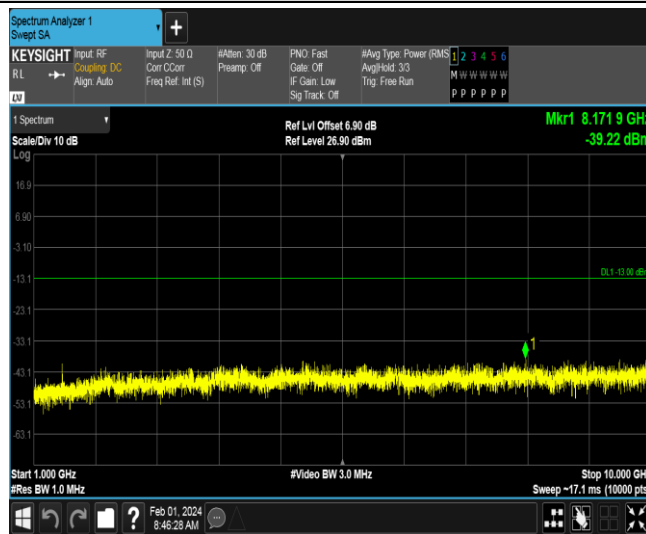 Spectrum Analyzer 1
Swept SA
KEYSIGHT
RL
Input: RF
Coupling: DC
Align: Auto
Input Z: 50 Ω
Corr CCorr
Freq Ref: Int (S)
#Atten: 30 dB
Preamp: Off
PNO: Fast
Gate: Off
IF Gain: Low
Sig Track: Off
#Avg Type: Power (RMS
Avg|Hold: 3/3
Trig: Free Run
1 2 3 4 5 6
M W W W W W
P P P P P P
1 Spectrum
Scale/Div 10 dB
Ref Lvl Offset 6.90 dB
Ref Level 26.90 dBm
Mkr1 8.171 9 GHz
-39.22 dBm
Log
16.9
6.90
-3.10
-13.1
DL1 -13.00 dBm
-23.1
-33.1
1
-43.1
-53.1
-63.1
Start 1.000 GHz
#Video BW 3.0 MHz
Stop 10.000 GH
#Res BW 1.0 MHz
Sweep ~17.1 ms (10000 pts
?
Feb 01, 2024
8:46:28 AM